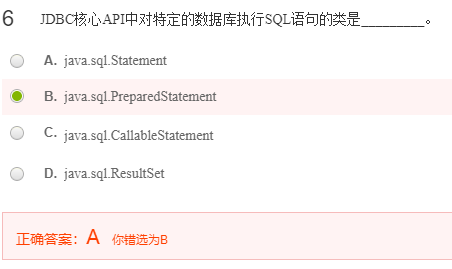 6 JDBC核心API中对特定的数据库执行SQL语句的类是_________。
A. java.sql.Statement
B. java.sql.PreparedStatement
C. java.sql.CallableStatement
D. java.sql.ResultSet
正确答案：A 你错选为B